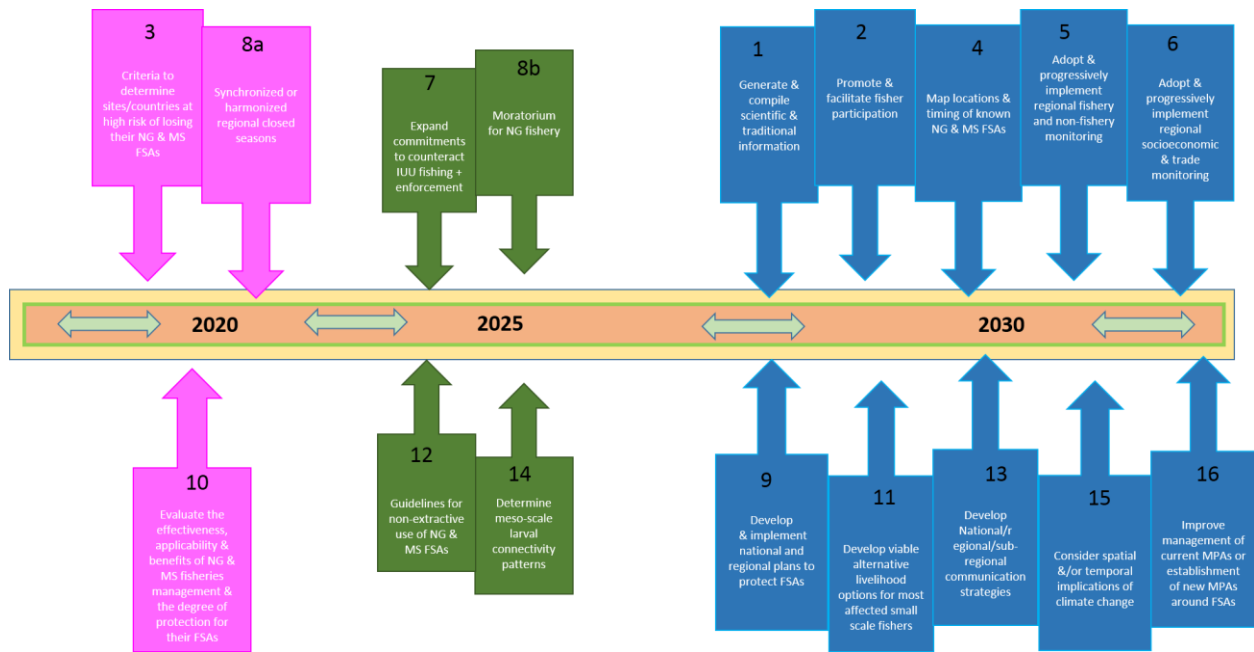 3
Criteria to
determine
sites/countries at
high risk of losing
their NG & MS
FSAs
8a
Synchronized or
harmonized
regional closed
seasons
7
Expand
commitments
to counteract
IUU fishing +
enforcement
8b
Moratorium
for NG fishery
1
Generate &
compile
scientific &
traditional
information
2
Promote &
facilitate fisher
participation
4
Map locations &
timing of known
NG & MS FSAs
5
Adopt &
progressively
implement
regional fishery
and non-fishery
monitoring
6
Adopt &
progressively
implement
regional
socioeconomic
& trade
monitoring
2020
2025
2030
10
Evaluate the
effectiveness,
applicability &
benefits of NG &
MS fisheries
management &
the degree of
protection for
their FSAs
12
Guidelines for
non-extractive
use of NG &
MS FSAs
14
Determine
meso-scale
larval
connectivity
patterns
9
Develop
& implement
national and
regional plans to
protect FSAs
11
Develop viable
alternative
livelihood
options for most
affected small
scale fishers
13
Develop
National/r
egional/sub-
regional
communication
strategies
15
Consider spatial
&/or temporal
implications of
climate change
16
Improve
management of
current MPAs or
establishment of
new MPAs
around FSAs